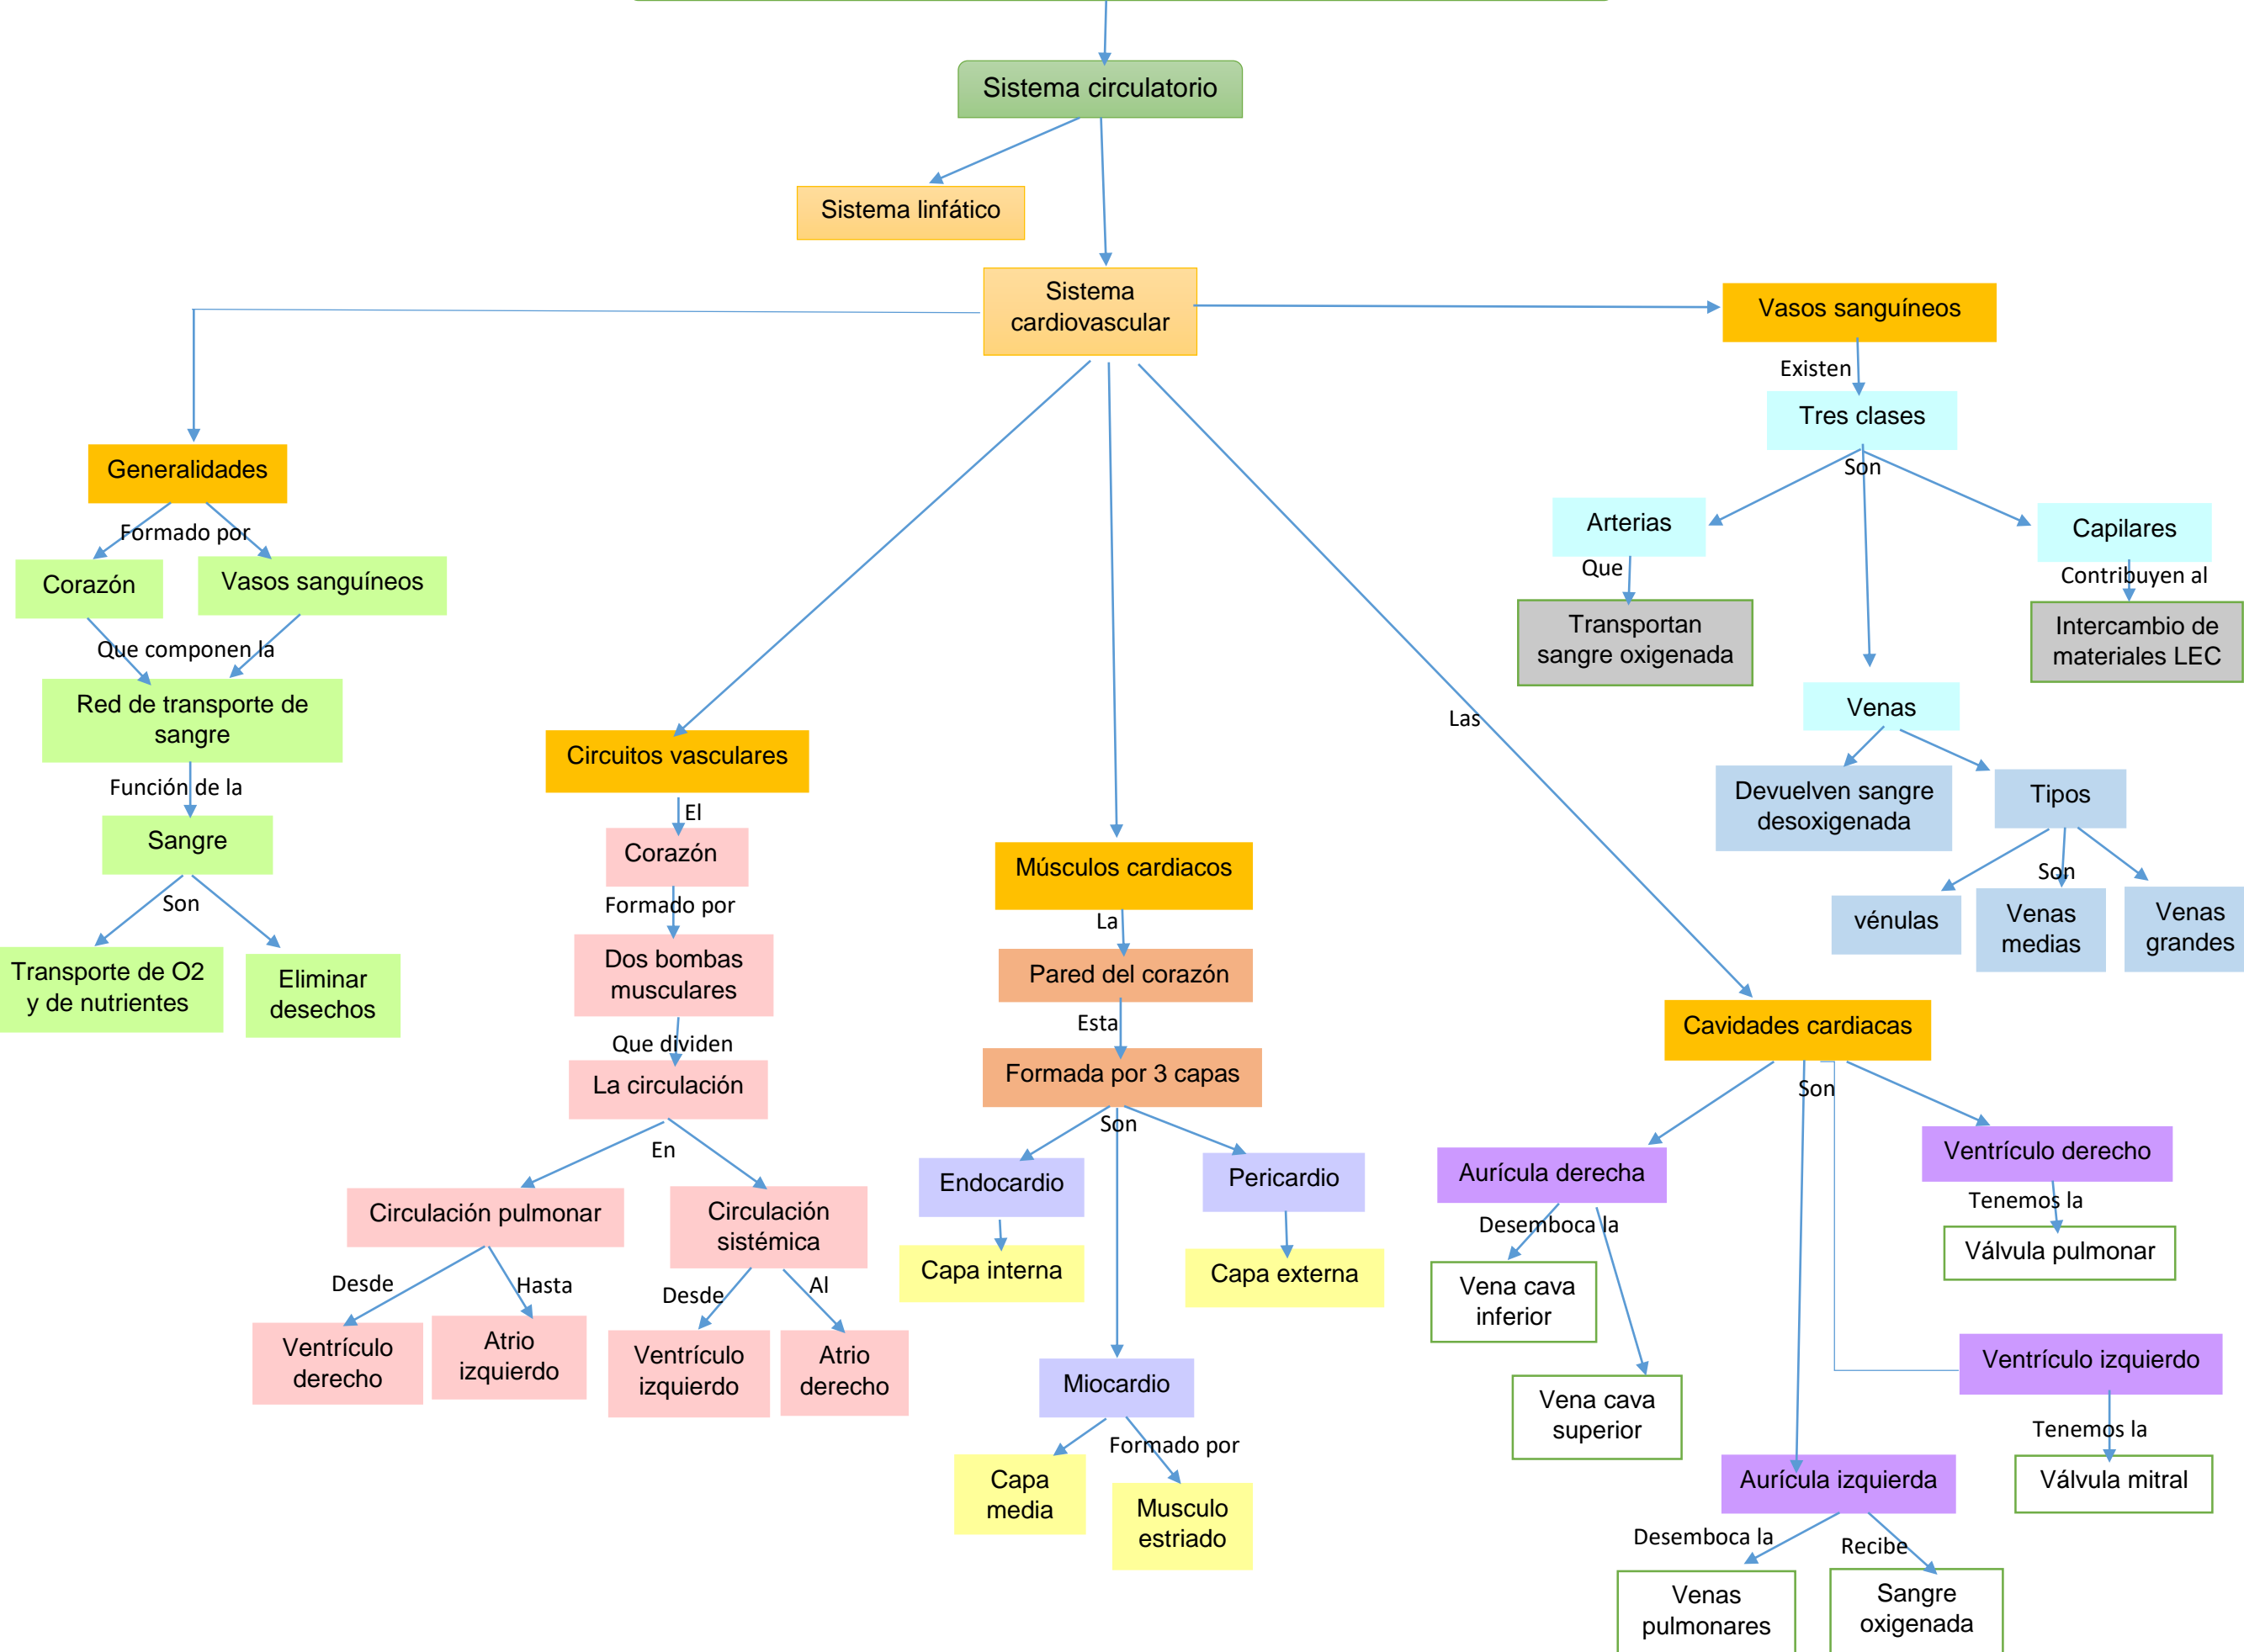 Sistema circulatorio
Sistema linfático
Sistema
cardiovascular
Generalidades
Formado por
Corazón
Vasos sanguíneos
Que componen la
Red de transporte de
sangre
Función de la
Sangre
Son
Transporte de O2
y de nutrientes
Eliminar
desechos
Circuitos vasculares
El
Corazón
Formado por
Dos bombas
musculares
Que dividen
La circulación
En
Circulación pulmonar
Desde
Hasta
Ventrículo
derecho
Atrio
izquierdo
Circulación
sistémica
Desde
Al
Ventrículo
izquierdo
Atrio
derecho
Músculos cardiacos
La
Pared del corazón
Esta
Formada por 3 capas
Son
Endocardio
Capa interna
Pericardio
Capa externa
Miocardio
Formado por
Capa
media
Musculo
estriado
Las
Cavidades cardiacas
Son
Aurícula derecha
Desemboca la
Vena cava
inferior
Vena cava
superior
Ventrículo derecho
Tenemos la
Válvula pulmonar
Ventrículo izquierdo
Tenemos la
Válvula mitral
Aurícula izquierda
Desemboca la
Recibe
Venas
pulmonares
Sangre
oxigenada
Vasos sanguíneos
Existen
Tres clases
Son
Arterias
Que
Transportan
sangre oxigenada
Capilares
Contribuyen al
Intercambio de
materiales LEC
Venas
Devuelven sangre
desoxigenada
Tipos
Son
vénulas
Venas
medias
Venas
grandes